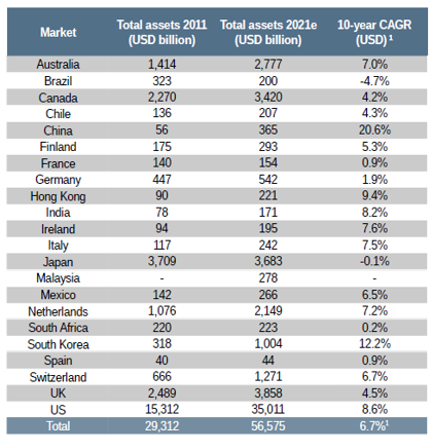 Market Total assets 2011 (USD billion) Total assets 2021e (USD billion) 10-year CAGR (USD) 1
Australia 1,414 2,777 7.0%
Brazil 323 200 -4.7%
Canada 2,270 3,420 4.2%
Chile 136 207 4.3%
China 56 365 20.6%
Finland 175 293 5.3%
France 140 154 0.9%
Germany 447 542 1.9%
Hong Kong 90 221 9.4%
India 78 171 8.2%
Ireland 94 195 7.6%
Italy 117 242 7.5%
Japan 3,709 3,683 -0.1%
Malaysia - 278 -
Mexico 142 266 6.5%
Netherlands 1,076 2,149 7.2%
South Africa 220 223 0.2%
South Korea 318 1,004 12.2%
Spain 40 44 0.9%
Switzerland 666 1,271 6.7%
UK 2,489 3,858 4.5%
US 15,312 35,011 8.6%
Total 29,312 56,575 6.7%1